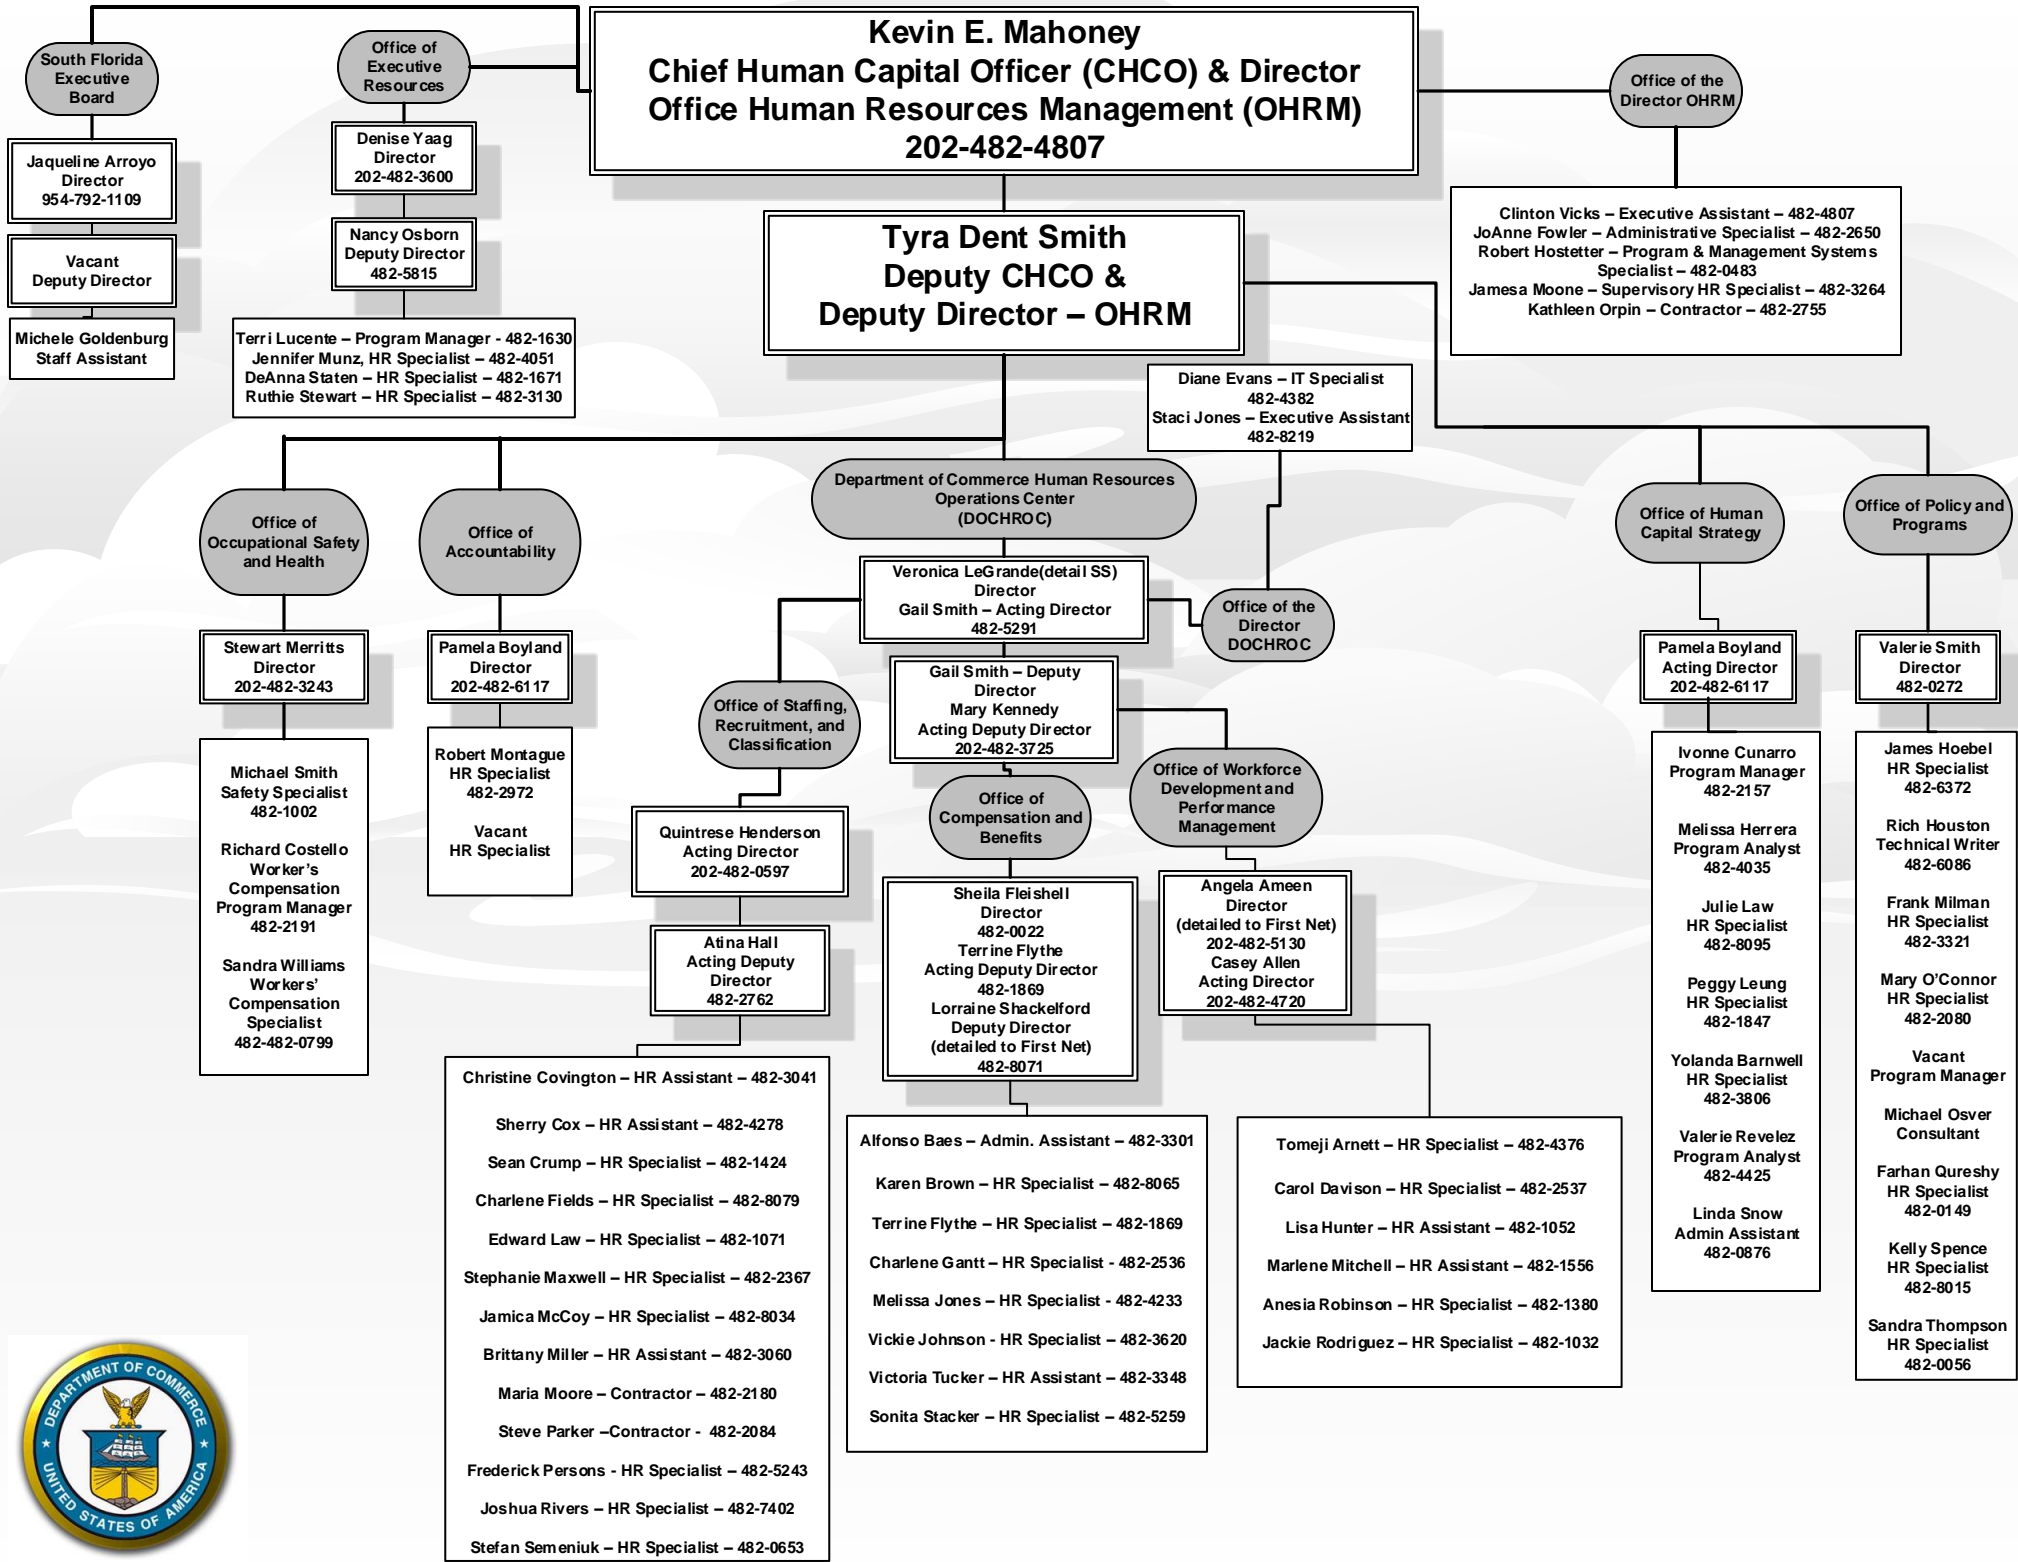 Kevin E. Mahoney
Chief Human Capital Officer (CHCO) & Director
Office Human Resources Management (OHRM)
202-482-4807
South Florida
Executive
Board
Jaqueline Arroyo
Director
954-792-1109
Vacant
Deputy Director
Michele Goldenburg
Staff Assistant
Office of
Executive
Resources
Denise Yaag
Director
202-482-3600
Nancy Osborn
Deputy Director
482-5815
Terri Lucente – Program Manager - 482-1630
Jennifer Munz, HR Specialist – 482-4051
DeAnna Staten – HR Specialist – 482-1671
Ruthie Stewart – HR Specialist – 482-3130
Office of the
Director OHRM
Clinton Vicks – Executive Assistant – 482-4807
JoAnne Fowler – Administrative Specialist – 482-2650
Robert Hostetter – Program & Management Systems
Specialist – 482-0483
Jamesa Moone – Supervisory HR Specialist – 482-3264
Kathleen Orpin – Contractor – 482-2755
Tyra Dent Smith
Deputy CHCO &
Deputy Director – OHRM
Diane Evans – IT Specialist
482-4382
Staci Jones – Executive Assistant
482-8219
Office of
Occupational Safety
and Health
Stewart Merritts
Director
202-482-3243
Michael Smith
Safety Specialist
482-1002
Richard Costello
Worker's
Compensation
Program Manager
482-2191
Sandra Williams
Workers'
Compensation
Specialist
482-482-0799
Office of
Accountability
Pamela Boyland
Director
202-482-6117
Robert Montague
HR Specialist
482-2972
Vacant
HR Specialist
Department of Commerce Human Resources
Operations Center
(DOCHROC)
Veronica LeGrande(detail SS)
Director
Gail Smith – Acting Director
482-5291
Office of the
Director
DOCHROC
Gail Smith – Deputy
Director
Mary Kennedy
Acting Deputy Director
202-482-3725
Office of Staffing,
Recruitment, and
Classification
Quintrese Henderson
Acting Director
202-482-0597
Atina Hall
Acting Deputy
Director
482-2762
Christine Covington – HR Assistant – 482-3041
Sherry Cox – HR Assistant – 482-4278
Sean Crump – HR Specialist – 482-1424
Charlene Fields – HR Specialist – 482-8079
Edward Law – HR Specialist – 482-1071
Stephanie Maxwell – HR Specialist – 482-2367
Jamica McCoy – HR Specialist – 482-8034
Brittany Miller – HR Assistant – 482-3060
Maria Moore – Contractor – 482-2180
Steve Parker –Contractor - 482-2084
Frederick Persons - HR Specialist – 482-5243
Joshua Rivers – HR Specialist – 482-7402
Stefan Semeniuk – HR Specialist – 482-0653
Office of
Compensation and
Benefits
Sheila Fleishell
Director
482-0022
Terrine Flythe
Acting Deputy Director
482-1869
Lorraine Shackelford
Deputy Director
(detailed to First Net)
482-8071
Alfonso Baes – Admin. Assistant – 482-3301
Karen Brown – HR Specialist – 482-8065
Terrine Flythe – HR Specialist – 482-1869
Charlene Gantt – HR Specialist - 482-2536
Melissa Jones – HR Specialist - 482-4233
Vickie Johnson - HR Specialist – 482-3620
Victoria Tucker – HR Assistant – 482-3348
Sonita Stacker – HR Specialist – 482-5259
Office of Workforce
Development and
Performance
Management
Angela Ameen
Director
(detailed to First Net)
202-482-5130
Casey Allen
Acting Director
202-482-4720
Tomeji Arnett – HR Specialist – 482-4376
Carol Davison – HR Specialist – 482-2537
Lisa Hunter – HR Assistant – 482-1052
Marlene Mitchell – HR Assistant – 482-1556
Anesia Robinson – HR Specialist – 482-1380
Jackie Rodriguez – HR Specialist – 482-1032
Office of Human
Capital Strategy
Pamela Boyland
Acting Director
202-482-6117
Ivonne Cunarro
Program Manager
482-2157
Melissa Herrera
Program Analyst
482-4035
Julie Law
HR Specialist
482-8095
Peggy Leung
HR Specialist
482-1847
Yolanda Barnwell
HR Specialist
482-3806
Valerie Revelez
Program Analyst
482-4425
Linda Snow
Admin Assistant
482-0876
Office of Policy and
Programs
Valerie Smith
Director
482-0272
James Hoebel
HR Specialist
482-6372
Rich Houston
Technical Writer
482-6086
Frank Milman
HR Specialist
482-3321
Mary O'Connor
HR Specialist
482-2080
Vacant
Program Manager
Michael Osver
Consultant
Farhan Qureshy
HR Specialist
482-0149
Kelly Spence
HR Specialist
482-8015
Sandra Thompson
HR Specialist
482-0056
DEPARTMENT OF COMMERCE
UNITED STATES OF AMERICA